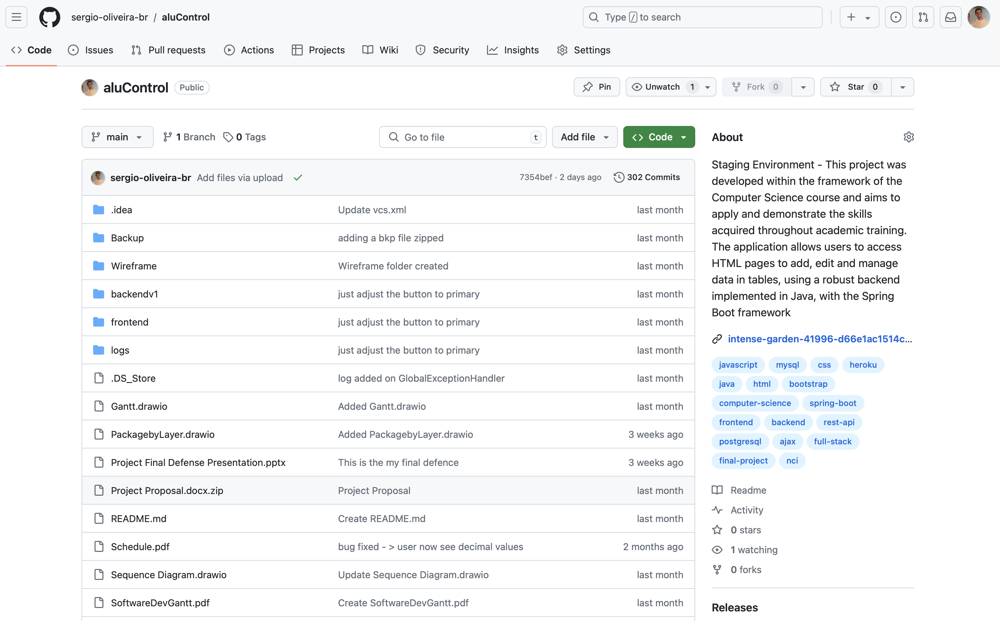 sergio-oliveira-br / aluControl
Type / to search
Code Issues Pull requests Actions Projects Wiki Security Insights Settings
aluControl Public
Pin Unwatch 1 Fork 0 Star 0
main 1 Branch 0 Tags Go to file t Add file Code
sergio-oliveira-br Add files via upload 7354bef · 2 days ago 302 Commits
.idea Update vcs.xml last month
Backup adding a bkp file zipped last month
Wireframe Wireframe folder created last month
backendv1 just adjust the button to primary last month
frontend just adjust the button to primary last month
logs just adjust the button to primary last month
.DS_Store log added on GlobalExceptionHandler last month
Gantt.drawio Added Gantt.drawio last month
PackagebyLayer.drawio Added PackagebyLayer.drawio 3 weeks ago
Project Final Defense Presentation.pptx This is the my final defence 3 weeks ago
Project Proposal.docx.zip Project Proposal last month
README.md Create README.md last month
Schedule.pdf bug fixed - > user now see decimal values 2 months ago
Sequence Diagram.drawio Update Sequence Diagram.drawio last month
SoftwareDevGantt.pdf Create SoftwareDevGantt.pdf last month
About
Staging Environment - This project was
developed within the framework of the
Computer Science course and aims to
apply and demonstrate the skills
acquired throughout academic training.
The application allows users to access
HTML pages to add, edit and manage
data in tables, using a robust backend
implemented in Java, with the Spring
Boot framework
intense-garden-41996-d66e1ac1514c...
javascript mysql css heroku
java html bootstrap
computer-science spring-boot
frontend backend rest-api
postgresql ajax full-stack
final-project nci
Readme
Activity
0 stars
1 watching
0 forks
Releases